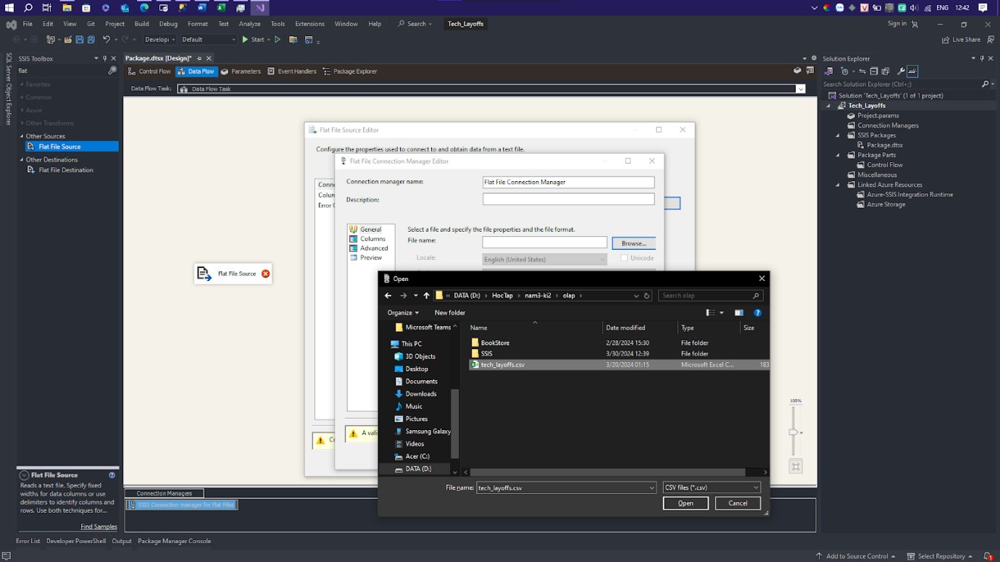 ENG 12:42
File Edit View Git Project Build Debug Format Test Analyze Tools Extensions Window Help Search Tech_Layoffs Sign in
Developi Default Start Live Share
SQL Server Object Explorer
SSIS Toolbox
flat
Favorites
Common
Azure
Other Transforms
Other Sources
Flat File Source
Other Destinations
Flat File Destination
Flat File Source
Reads a text file. Specify fixed
widths for data columns or use
delimiters to identify columns and
rows. Use both techniques for...
Find Samples
Package.dtsx [Design]*
Control Flow Data Flow Parameters Event Handlers Package Explorer
Data Flow Task: Data Flow Task
Flat File Source
100%
Flat File Source Editor
Configure the properties used to connect to and obtain data from a text file.
Conne
Colum
Error C
Flat File Connection Manager Editor
Connection manager name: Flat File Connection Manager
Description:
General
Columns
Advanced
Preview
Select a file and specify the file properties and the file format.
File name: Browse...
Locale: English (United States) Unicode
A vali
Open
« DATA (D:) › HocTap › nam3-ki2 › olap › Search olap
Organize New folder
Microsoft Teams
This PC
3D Objects
Desktop
Documents
Downloads
Music
Pictures
Samsung Galaxy
Videos
Acer (C:)
DATA (D:)
Name Date modified Type Size
BookStore 2/28/2024 15:30 File folder
SSIS 3/30/2024 12:39 File folder
tech_layoffs.csv 3/20/2024 01:15 Microsoft Excel C... 183
File name: tech_layoffs.csv CSV files (*.csv)
Open Cancel
Connection Managers
SSIS Connection manager for Flat Files
Solution Explorer
Search Solution Explorer (Ctrl+;)
Solution 'Tech_Layoffs' (1 of 1 project)
Tech_Layoffs
Project.params
Connection Managers
SSIS Packages
Package.dtsx
Package Parts
Control Flow
Miscellaneous
Linked Azure Resources
Azure-SSIS Integration Runtime
Azure Storage
Error List Developer PowerShell Output Package Manager Console
Add to Source Control Select Repository 1